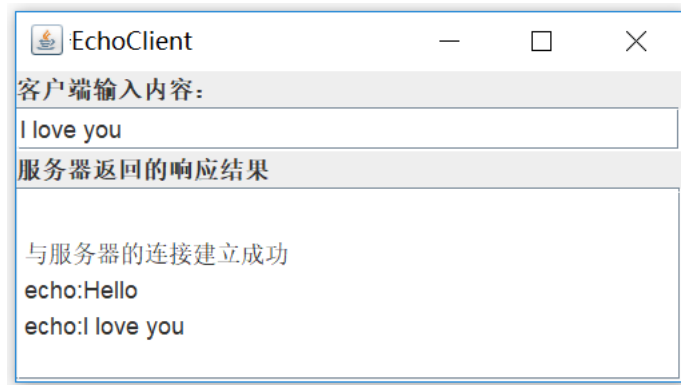 EchoClient
客户端输入内容：
I love you
服务器返回的响应结果
与服务器的连接建立成功
echo:Hello
echo:I love you